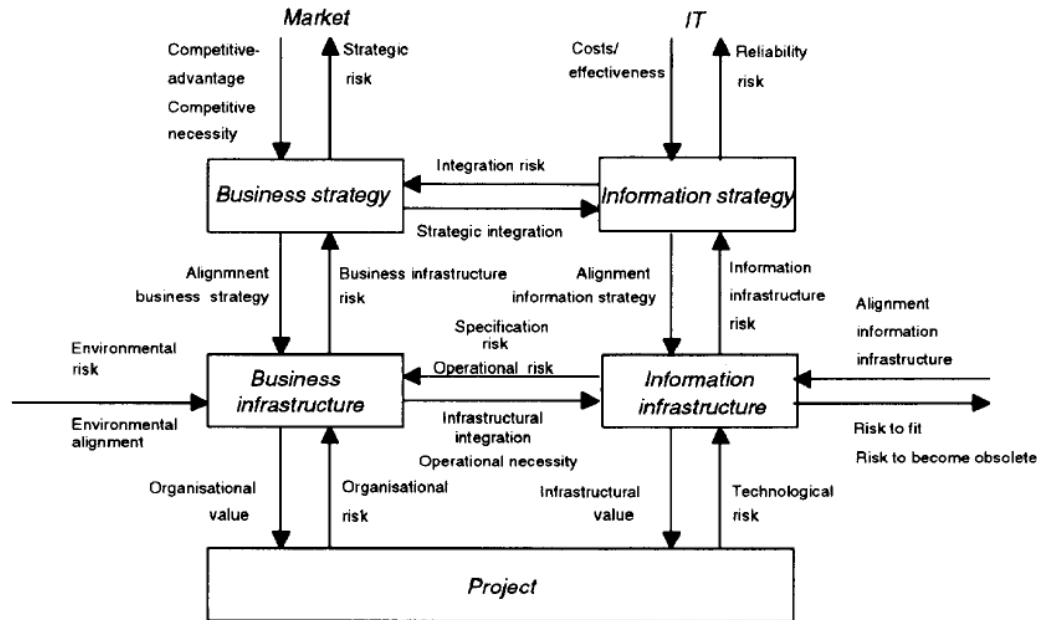 Market
IT
Competitive-
advantage
Competitive
necessity
Strategic
risk
Costs/
effectiveness
Reliability
risk
Business strategy
Integration risk
Strategic integration
Information strategy
Alignmnent
business strategy
Business infrastructure
risk
Alignment
information strategy
Information
infrastructure
risk
Alignment
information
infrastructure
Environmental
risk
Environmental
alignment
Business
infrastructure
Specification
risk
Operational risk
Infrastructural
integration
Operational necessity
Information
infrastructure
Risk to fit
Risk to become obsolete
Organisational
value
Organisational
risk
Infrastructural
value
Technological
risk
Project